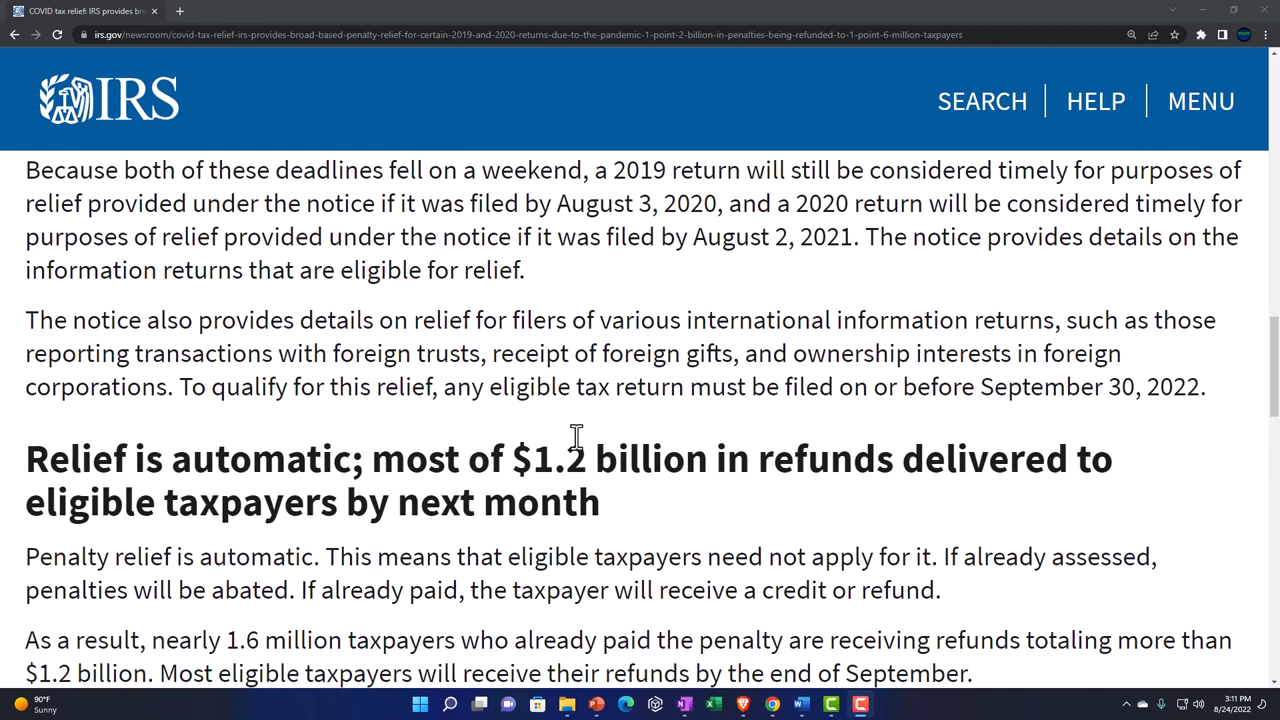 COVID tax relief: IRS provides br
irs.gov/newsroom/covid-tax-relief-irs-provides-broad-based-penalty-relief-for-certain-2019-and-2020-returns-due-to-the-pandemic-1-point-2-billion-in-penalties-being-refunded-to-1-point-6-million-taxpayers
IRS
SEARCH HELP MENU
Because both of these deadlines fell on a weekend, a 2019 return will still be considered timely for purposes of
relief provided under the notice if it was filed by August 3, 2020, and a 2020 return will be considered timely for
purposes of relief provided under the notice if it was filed by August 2, 2021. The notice provides details on the
information returns that are eligible for relief.
The notice also provides details on relief for filers of various international information returns, such as those
reporting transactions with foreign trusts, receipt of foreign gifts, and ownership interests in foreign
corporations. To qualify for this relief, any eligible tax return must be filed on or before September 30, 2022.
Relief is automatic; most of $1.2 billion in refunds delivered to
eligible taxpayers by next month
Penalty relief is automatic. This means that eligible taxpayers need not apply for it. If already assessed,
penalties will be abated. If already paid, the taxpayer will receive a credit or refund.
As a result, nearly 1.6 million taxpayers who already paid the penalty are receiving refunds totaling more than
$1.2 billion. Most eligible taxpayers will receive their refunds by the end of September.
90°F
Sunny
3:11 PM
8/24/2022